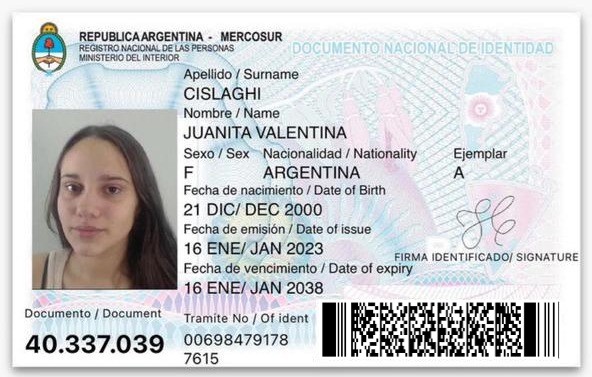 REPUBLICA ARGENTINA - MERCOSUR
REGISTRO NACIONAL DE LAS PERSONAS
MINISTERIO DEL INTERIOR
DOCUMENTO NACIONAL DE IDENTIDAD
Apellido / Surname
CISLAGHI
Nombre / Name
JUANITA VALENTINA
Sexo / Sex Nacionalidad / Nationality Ejemplar
F ARGENTINA A
Fecha de nacimiento / Date of Birth
21 DIC/ DEC 2000
Fecha de emisión / Date of issue
16 ENE/ JAN 2023
FIRMA IDENTIFICADO/ SIGNATURE
Fecha de vencimiento / Date of expiry
16 ENE/ JAN 2038
Documento / Document
40.337.039
Tramite No / Of ident
00698479178
7615